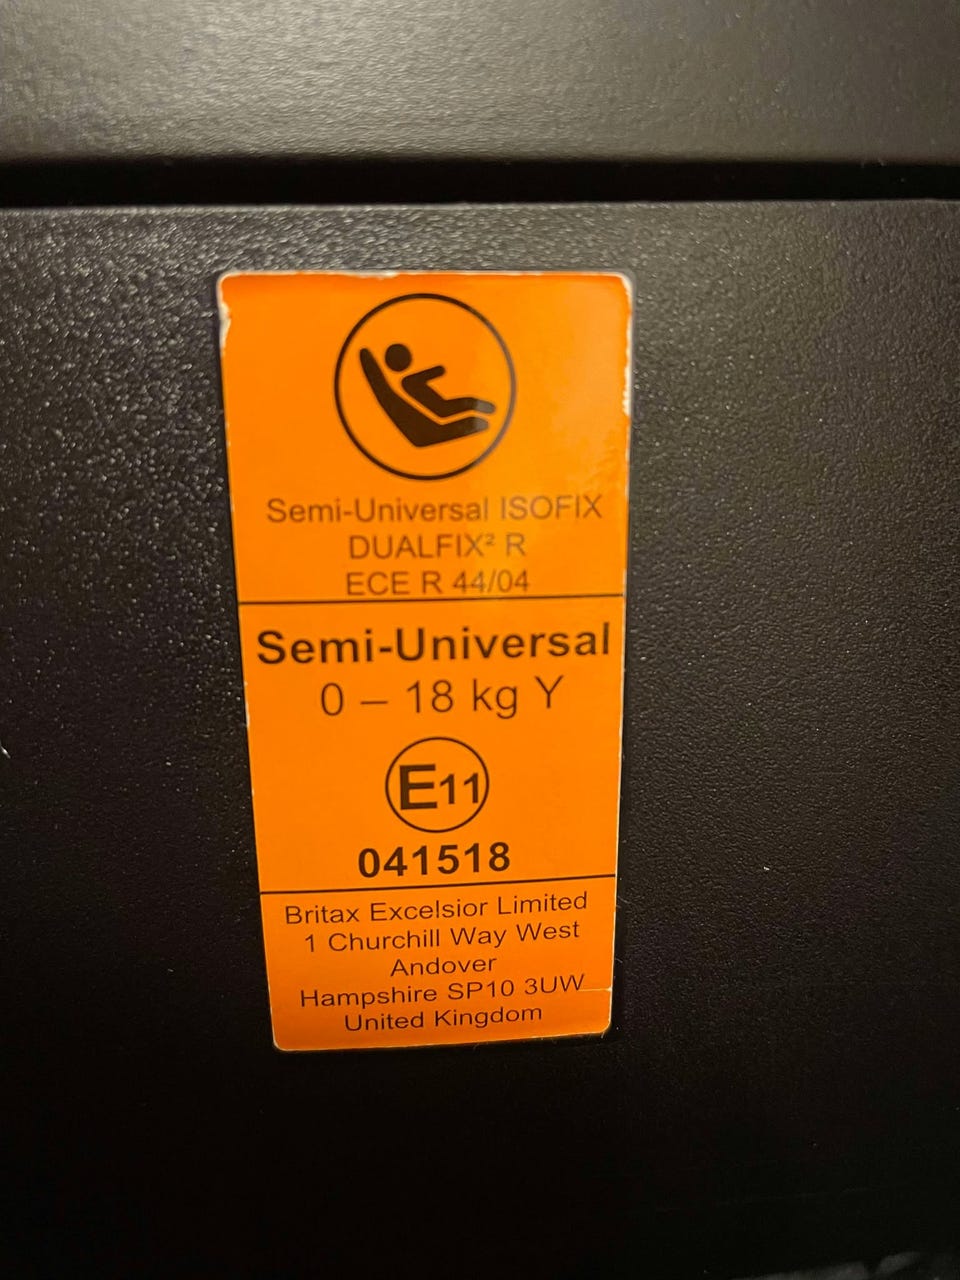 Semi-Universal ISOFIX
DUALFIX² R
ECE R 44/04
Semi-Universal
0 – 18 kg Y
E11
041518
Britax Excelsior Limited
1 Churchill Way West
Andover
Hampshire SP10 3UW
United Kingdom